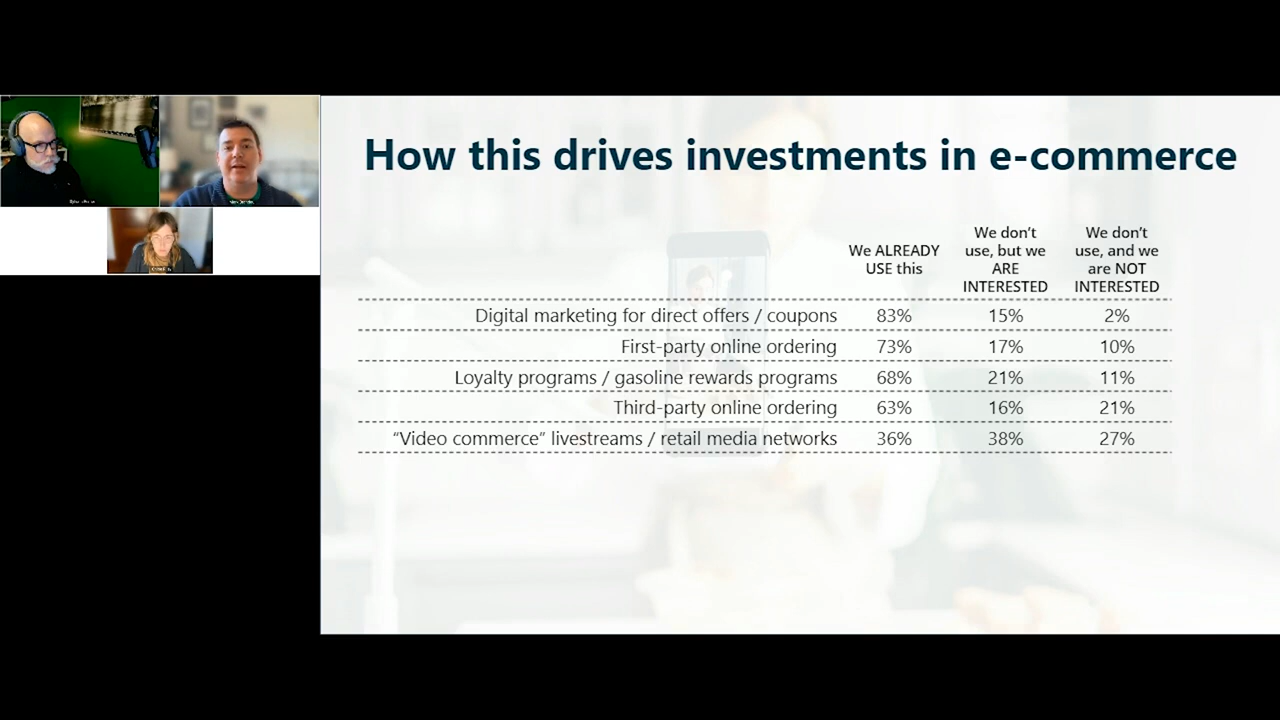 How this drives investments in e-commerce
We ALREADY
USE this
We don't
use, but we
ARE
INTERESTED
We don't
use, and we
are NOT
INTERESTED
Digital marketing for direct offers / coupons 83% 15% 2%
First-party online ordering 73% 17% 10%
Loyalty programs / gasoline rewards programs 68% 21% 11%
Third-party online ordering 63% 16% 21%
“Video commerce” livestreams / retail media networks 36% 38% 27%